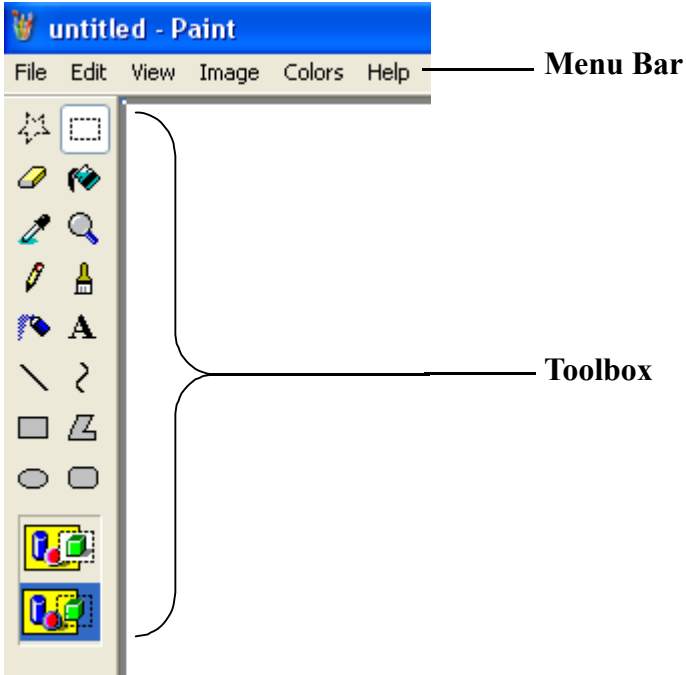 untitled - Paint
File Edit View Image Colors Help
Menu Bar
A
Toolbox